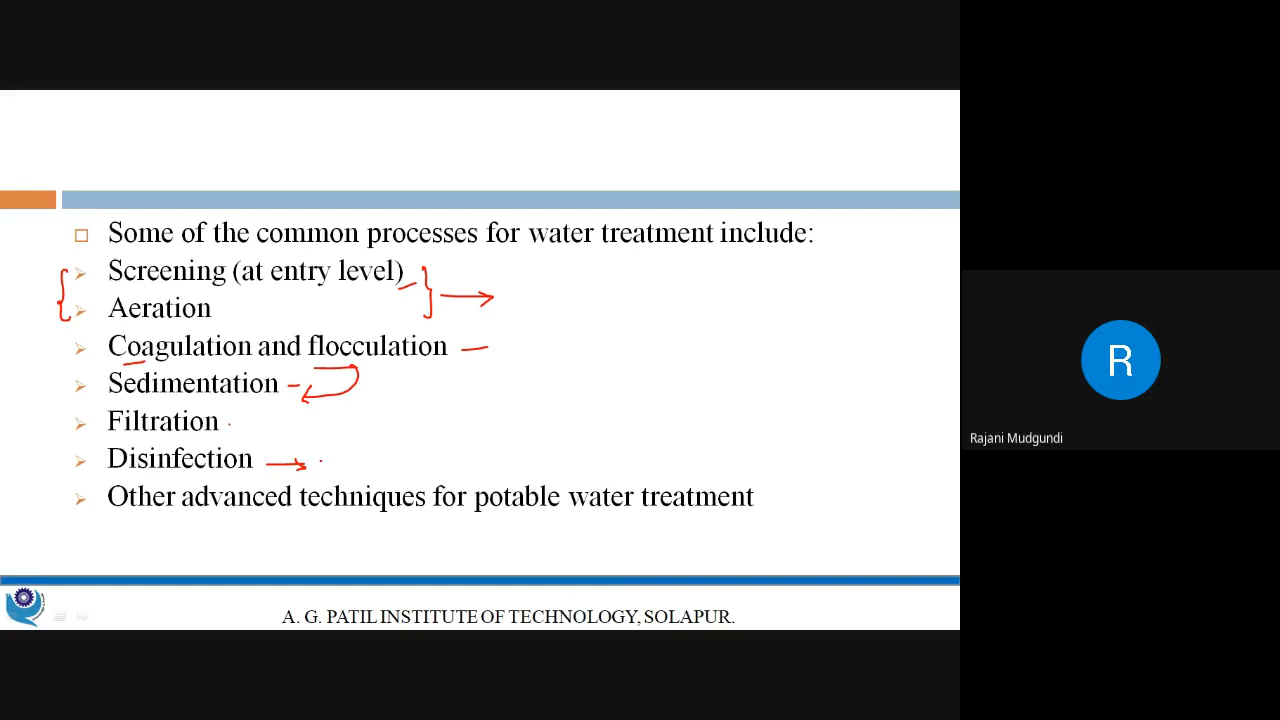 Some of the common processes for water treatment include:
Screening (at entry level)
Aeration
Coagulation and flocculation
Sedimentation
Filtration
Disinfection
Other advanced techniques for potable water treatment
A. G. PATIL INSTITUTE OF TECHNOLOGY, SOLAPUR.
R
Rajani Mudgundi